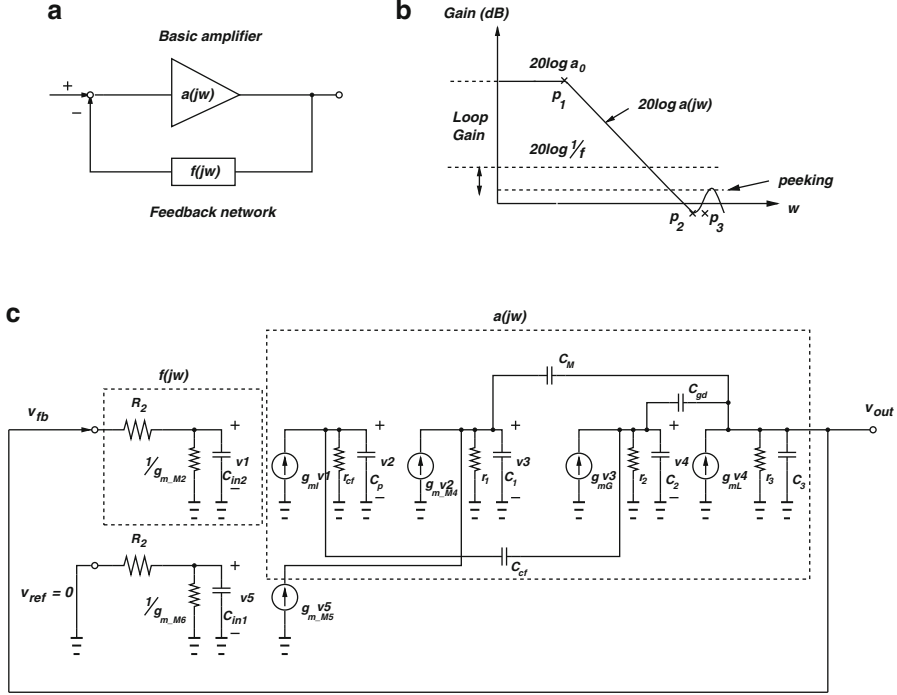 a
Basic amplifier
+
−
a(jw)
f(jw)
Feedback network
b
Gain (dB)
20log a0
p1
20log a(jw)
Loop
Gain
20log 1/f
peeking
p2
p3
w
c
a(jw)
f(jw)
CM
Cgd
vfb
R2
1/gm_M2
+
v1
Cin2
−
gmI v1
rcf
+
v2
Cp
−
gm_M4 v2
r1
+
v3
C1
−
gmG v3
r2
+
v4
C2
−
gmL v4
r3
C3
vout
Ccf
R2
vref = 0
1/gm_M6
+
v5
Cin1
−
gm_M5 v5